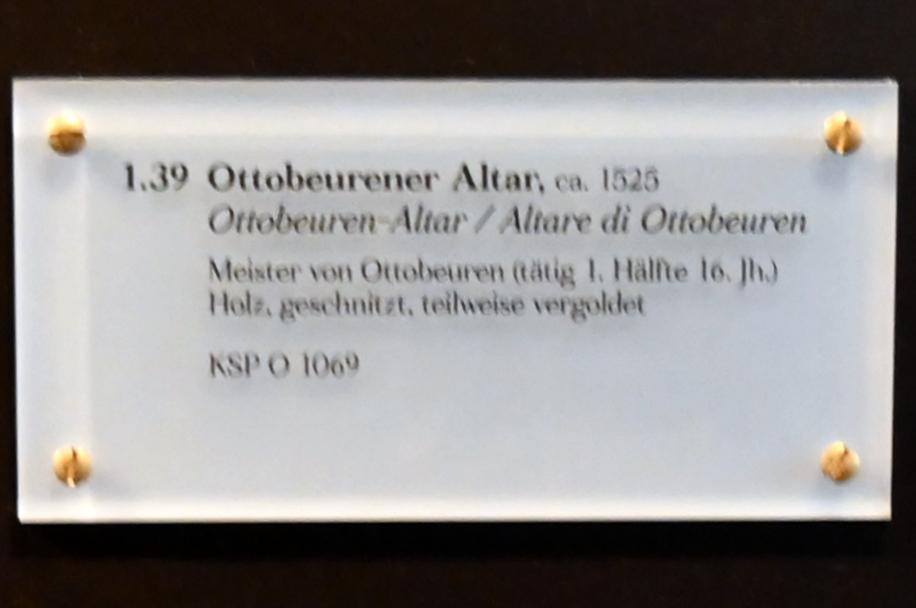 1.39 Ottobeurener Altar, ca. 1525
Ottobeuren-Altar / Altare di Ottobeuren
Meister von Ottobeuren (tätig 1. Hälfte 16. Jh.)
Holz, geschnitzt, teilweise vergoldet
KSP O 1069